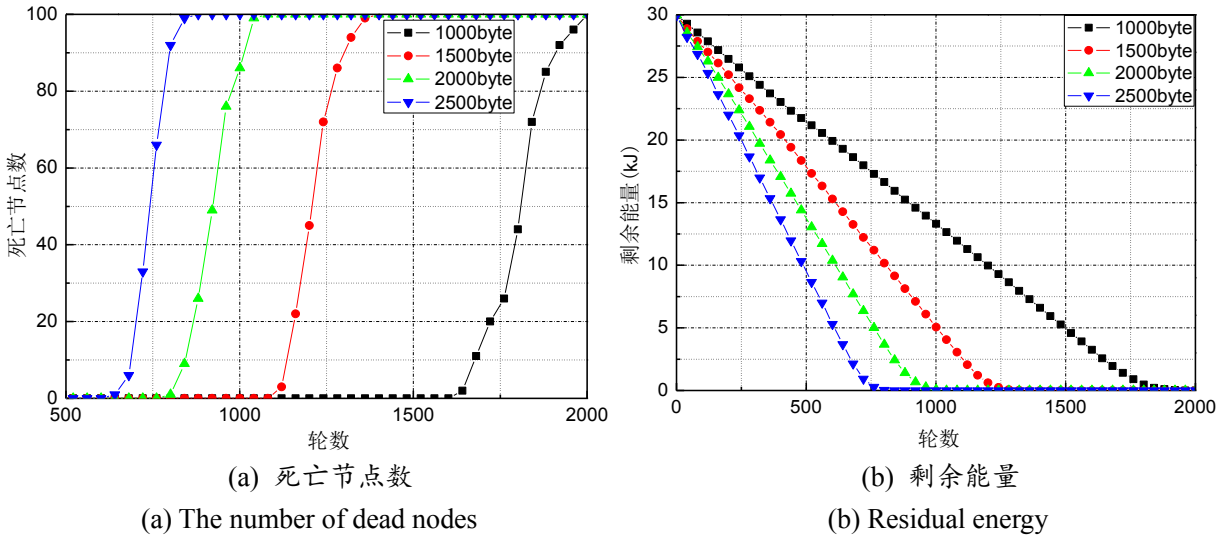 100
80
60
40
20
0
死亡节点数
1000byte
1500byte
2000byte
2500byte
500
1000
1500
2000
轮数
(a) 死亡节点数
(a) The number of dead nodes
30
25
20
15
10
5
0
剩余能量 (kJ)
1000byte
1500byte
2000byte
2500byte
0
500
1000
1500
2000
轮数
(b) 剩余能量
(b) Residual energy